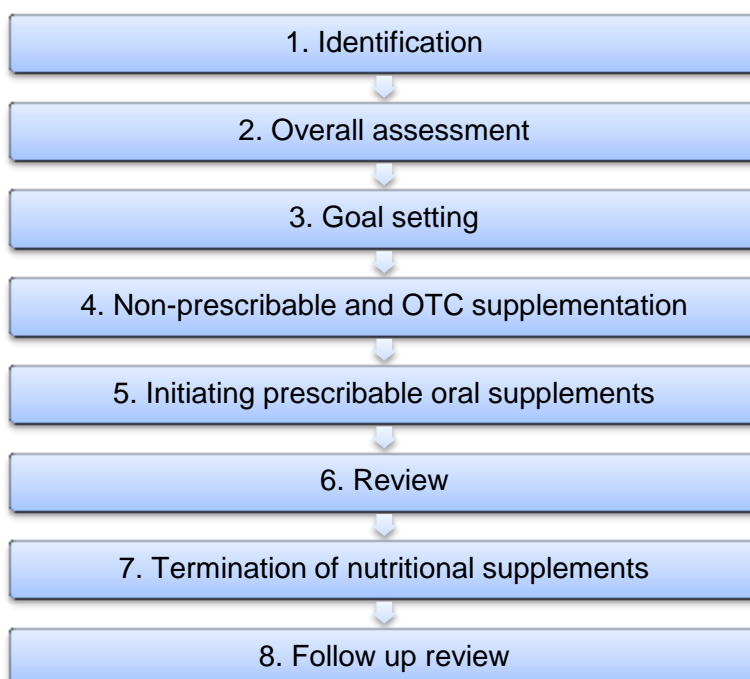 1. Identification
2. Overall assessment
3. Goal setting
4. Non-prescribable and OTC supplementation
5. Initiating prescribable oral supplements
6. Review
7. Termination of nutritional supplements
8. Follow up review